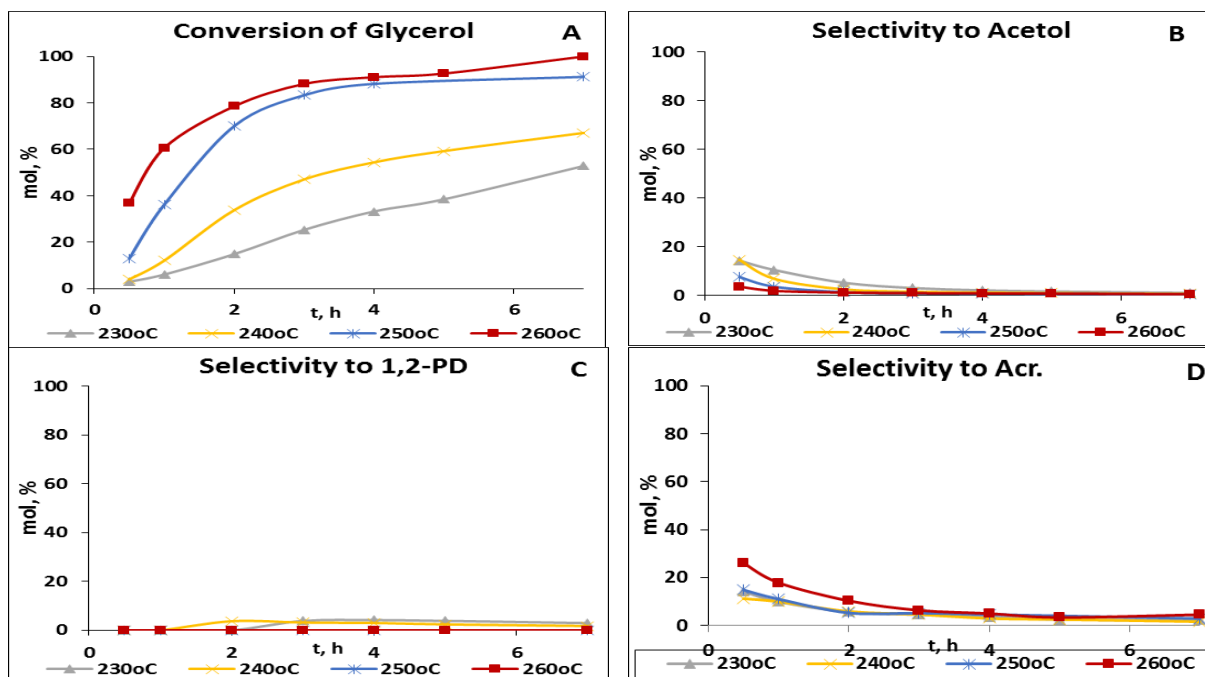 Conversion of Glycerol
A
100
80
60
40
20
0
mol, %
0
2
4
6
t, h
230oC
240oC
250oC
260oC
Selectivity to Acetol
B
100
80
60
40
20
0
mol, %
0
2
4
6
t, h
230oC
240oC
250oC
260oC
Selectivity to 1,2-PD
C
100
80
60
40
20
0
mol, %
0
2
4
6
t, h
230oC
240oC
250oC
260oC
Selectivity to Acr.
D
100
80
60
40
20
0
mol, %
0
2
4
6
t, h
230oC
240oC
250oC
260oC